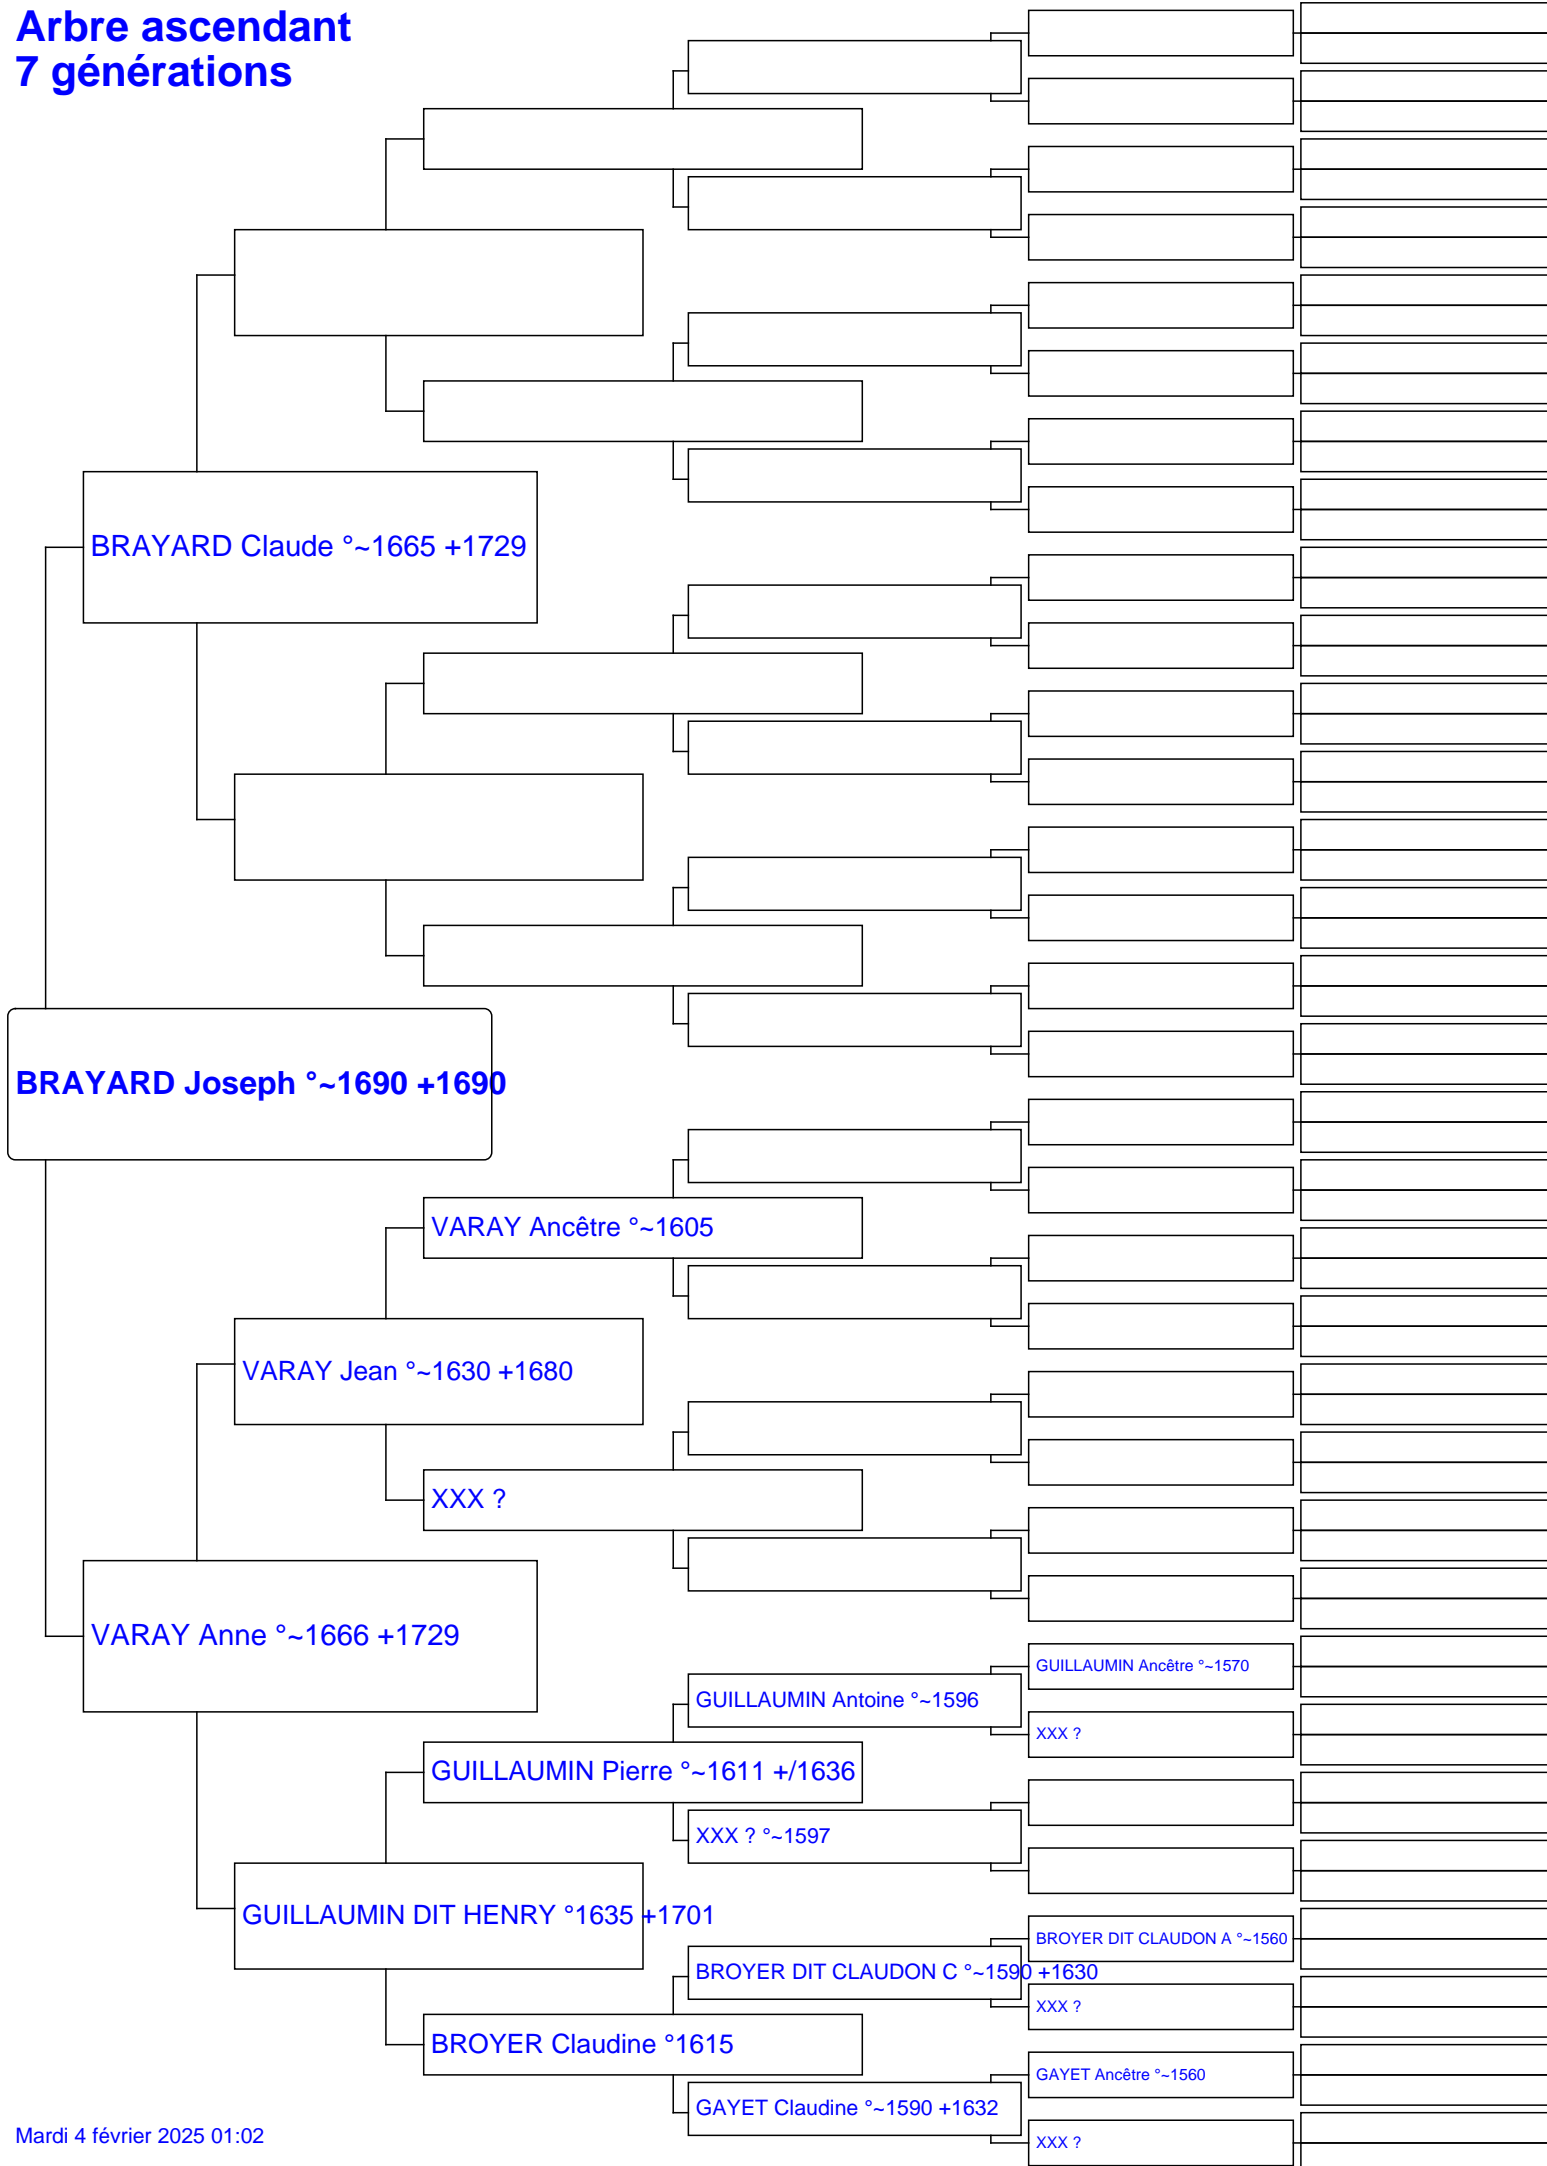 Arbre ascendant
7 générations
BRAYARD Claude °~1665 +1729
BRAYARD Joseph °~1690 +1690
VARAY Ancêtre °~1605
VARAY Jean °~1630 +1680
XXX ?
VARAY Anne °~1666 +1729
GUILLAUMIN Ancêtre °~1570
GUILLAUMIN Antoine °~1596
XXX ?
GUILLAUMIN Pierre °~1611 +/1636
XXX ? °~1597
GUILLAUMIN DIT HENRY °1635 +1701
BROYER DIT CLAUDON A °~1560
BROYER DIT CLAUDON C °~1590 +1630
XXX ?
BROYER Claudine °1615
GAYET Ancêtre °~1560
GAYET Claudine °~1590 +1632
XXX ?
Mardi 4 février 2025 01:02